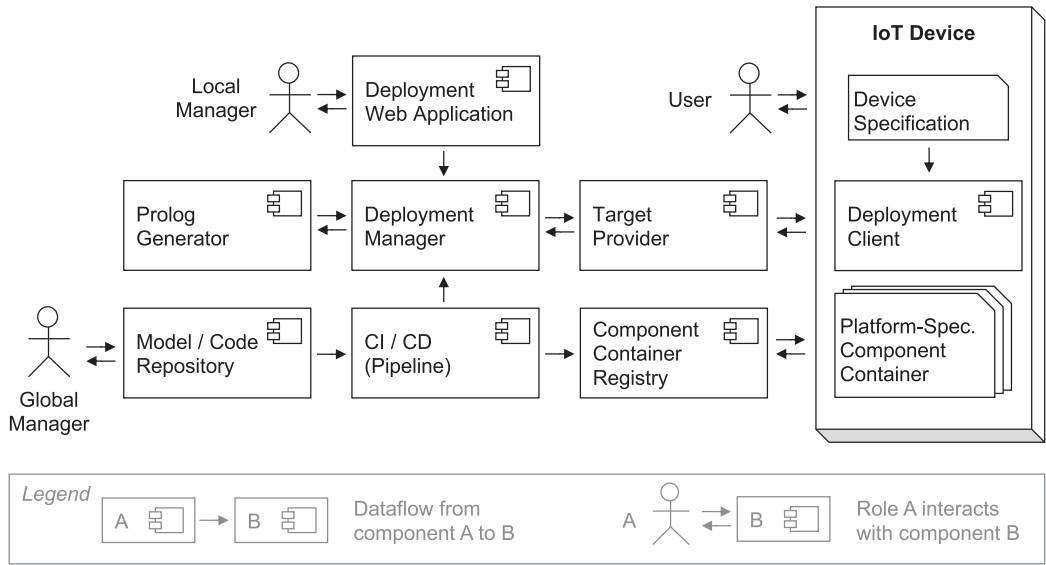 IoT Device
Local
Manager
Deployment
Web Application
User
Device
Specification
Prolog
Generator
Deployment
Manager
Target
Provider
Deployment
Client
Global
Manager
Model / Code
Repository
CI / CD
(Pipeline)
Component
Container
Registry
Platform-Spec.
Component
Container
Legend
A
B
Dataflow from
component A to B
A
B
Role A interacts
with component B